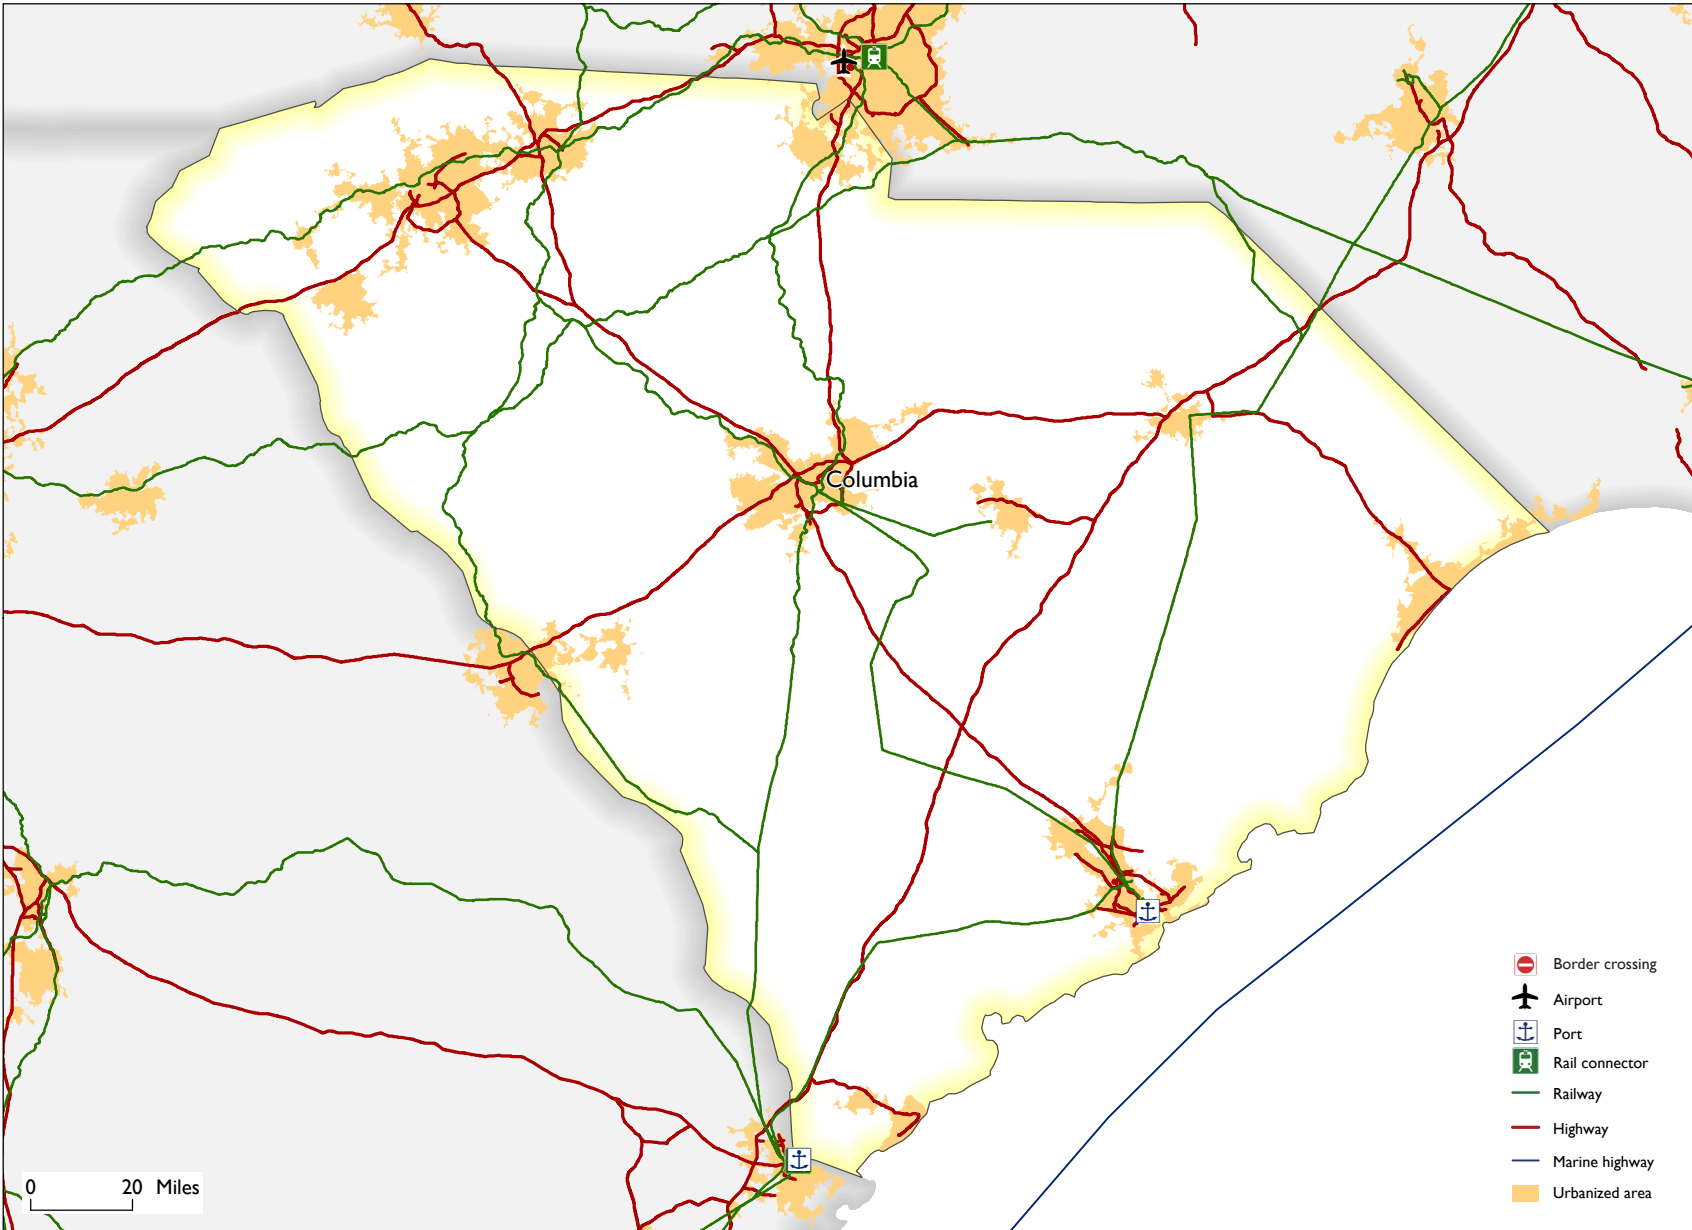 Columbia
Border crossing
Airport
Port
Rail connector
Railway
Highway
Marine highway
Urbanized area
0 20 Miles